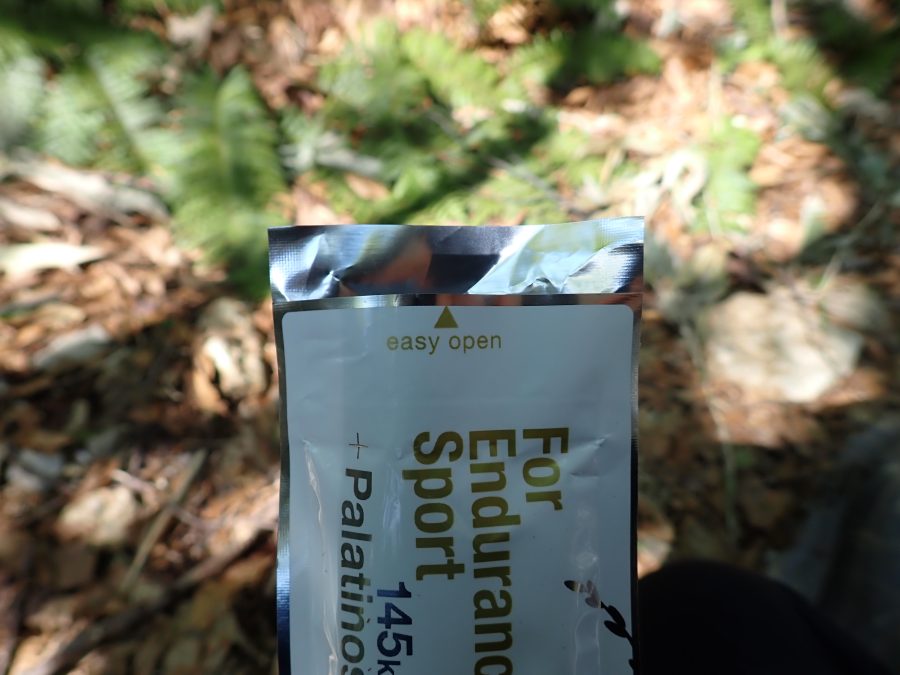 easy open
For
Enduranc
Sport
145k
+ Palatinos